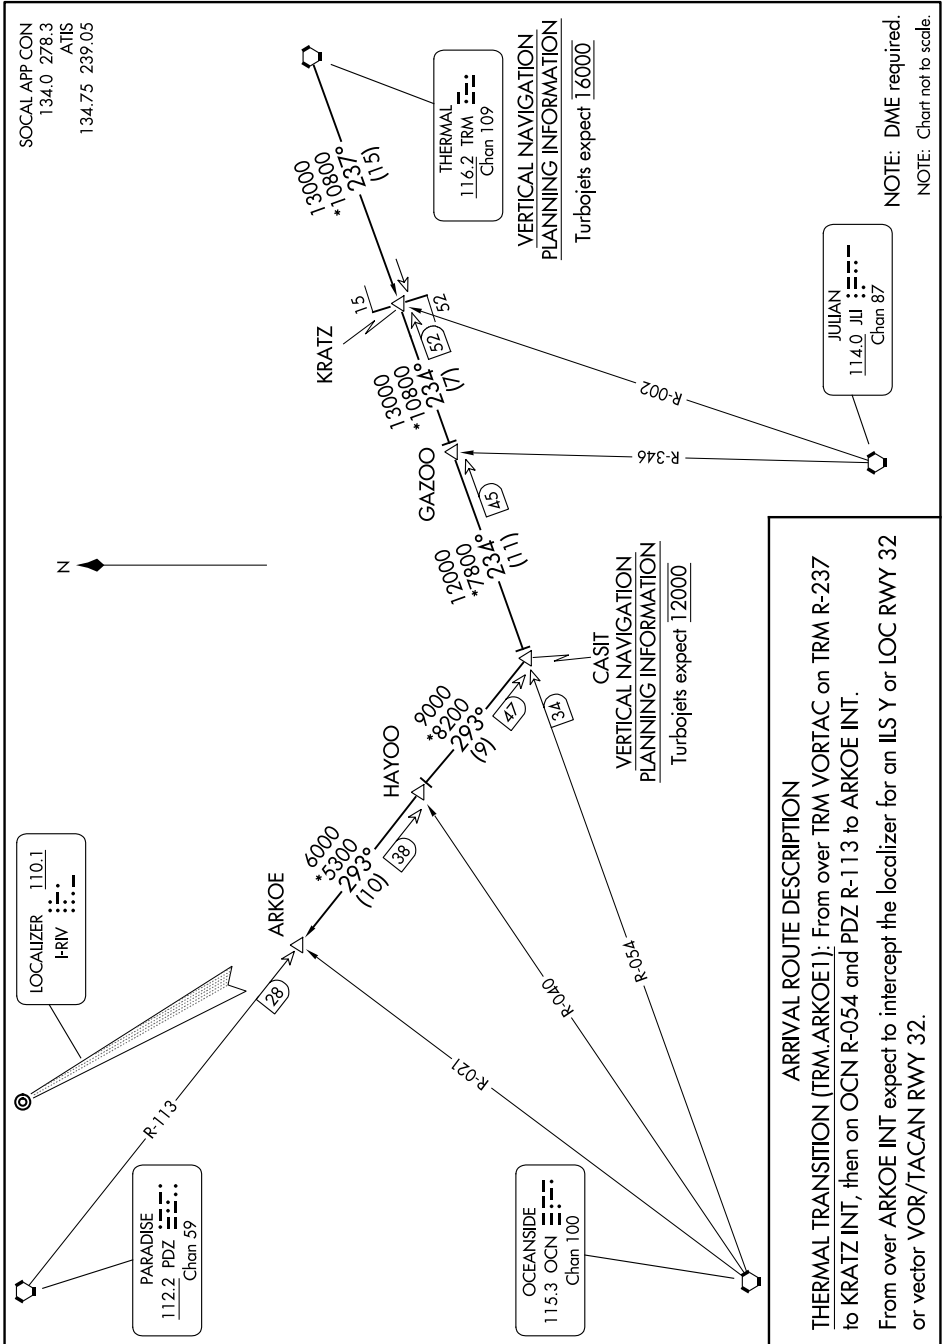 SOCAL APP CON
134.0 278.3
ATIS
134.75 239.05
N
LOCALIZER 110.1
I-RIV
PARADISE
112.2 PDZ
Chan 59
R-113
28
ARKOE
6000
*5300
293°
(10)
38
HAYOO
9000
*8200
293°
(9)
47
34
CASIT
VERTICAL NAVIGATION
PLANNING INFORMATION
Turbojets expect 12000
12000
*7800
234°
(11)
45
GAZOO
13000
*10800
234°
(7)
52
52
15
KRATZ
13000
*10800
237°
(15)
THERMAL
116.2 TRM
Chan 109
VERTICAL NAVIGATION
PLANNING INFORMATION
Turbojets expect 16000
OCEANSIDE
115.3 OCN
Chan 100
R-021
R-040
R-054
R-346
R-002
JULIAN
114.0 JLI
Chan 87
NOTE: DME required.
NOTE: Chart not to scale.
ARRIVAL ROUTE DESCRIPTION
THERMAL TRANSITION (TRM.ARKOE1): From over TRM VORTAC on TRM R-237
to KRATZ INT, then on OCN R-054 and PDZ R-113 to ARKOE INT.
From over ARKOE INT expect to intercept the localizer for an ILS Y or LOC RWY 32
or vector VOR/TACAN RWY 32.